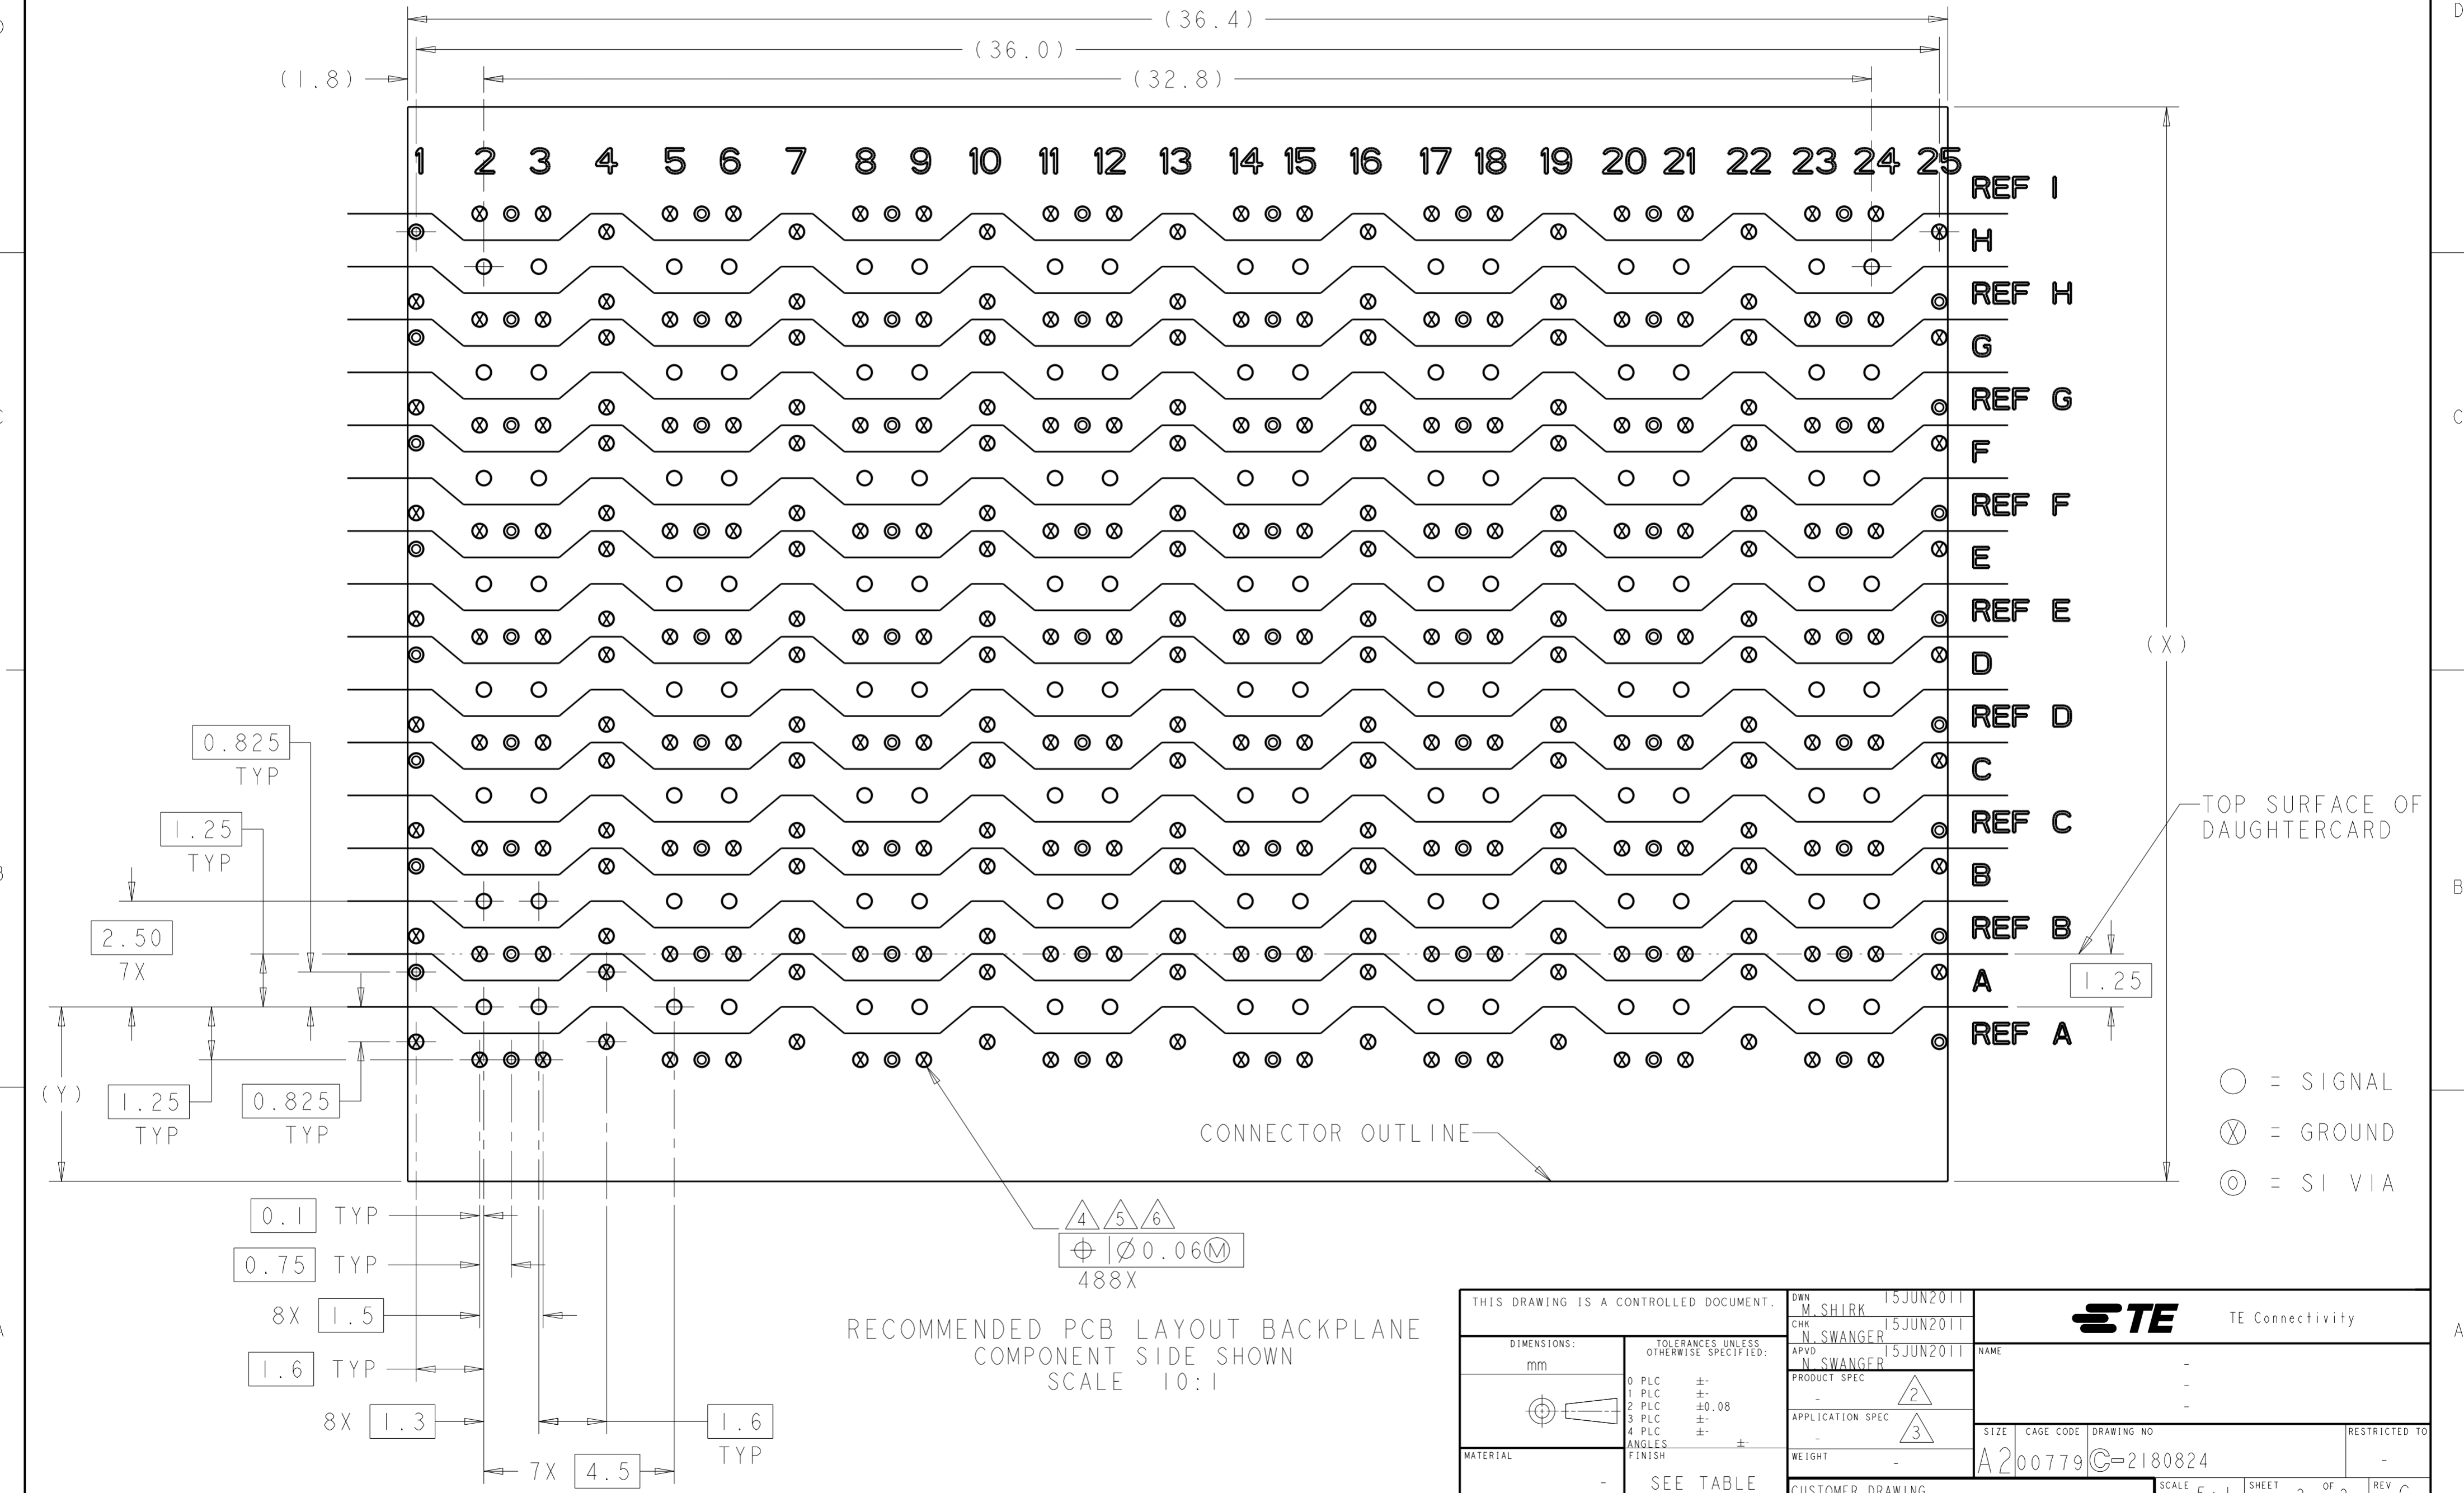 (36.4)
(36.0)
(1.8)
(32.8)
1 2 3 4 5 6 7 8 9 10 11 12 13 14 15 16 17 18 19 20 21 22 23 24 25
REF I
H
REF H
G
REF G
F
REF F
E
REF E
D
REF D
C
REF C
B
REF B
A
REF A
(X)
D
C
B
A
0.825
TYP
1.25
TYP
2.50
7X
(Y)
1.25
TYP
0.825
TYP
TOP SURFACE OF
DAUGHTERCARD
1.25
○ = SIGNAL
ⓧ = GROUND
◎ = SI VIA
CONNECTOR OUTLINE
0.1 TYP
0.75 TYP
8X 1.5
1.6 TYP
8X 1.3
1.6
TYP
7X 4.5
4 5 6
⌖ | ⌀0.06Ⓜ
488X
RECOMMENDED PCB LAYOUT BACKPLANE
COMPONENT SIDE SHOWN
SCALE 10:1
THIS DRAWING IS A CONTROLLED DOCUMENT.
DIMENSIONS:
mm
TOLERANCES UNLESS
OTHERWISE SPECIFIED:
0 PLC ±-
1 PLC ±-
2 PLC ±0.08
3 PLC ±-
4 PLC ±-
ANGLES ±-
MATERIAL
-
FINISH
SEE TABLE
DWN 15JUN2011
M.SHIRK
CHK 15JUN2011
N.SWANGER
APVD 15JUN2011
N.SWANGER
PRODUCT SPEC
- 2
APPLICATION SPEC
- 3
WEIGHT -
CUSTOMER DRAWING
TE TE Connectivity
NAME
-
-
-
SIZE CAGE CODE DRAWING NO RESTRICTED TO
A2 00779 C-2180824 -
SCALE 5:1 SHEET OF REV